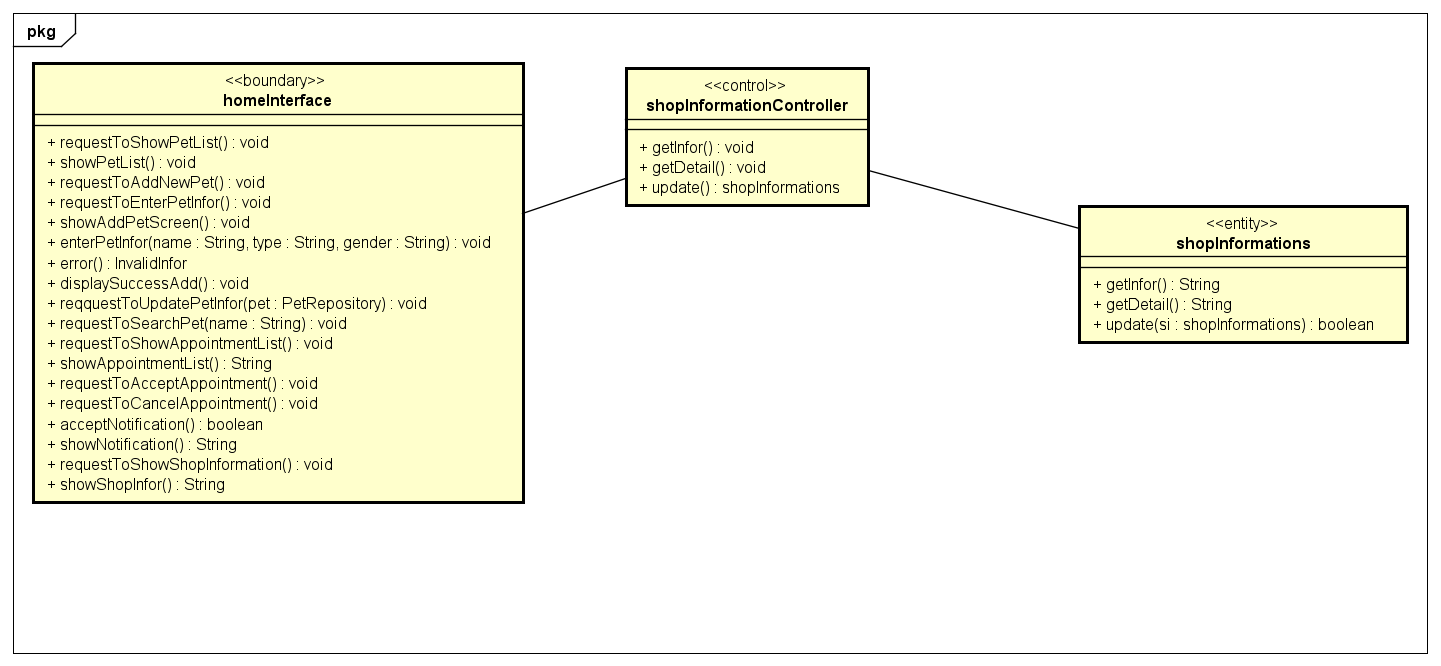 pkg
<<boundary>>
homeInterface
+ requestToShowPetList() : void
+ showPetList() : void
+ requestToAddNewPet() : void
+ requestToEnterPetInfor() : void
+ showAddPetScreen() : void
+ enterPetInfor(name : String, type : String, gender : String) : void
+ error() : InvalidInfor
+ displaySuccessAdd() : void
+ reqquestToUpdatePetInfor(pet : PetRepository) : void
+ requestToSearchPet(name : String) : void
+ requestToShowAppointmentList() : void
+ showAppointmentList() : String
+ requestToAcceptAppointment() : void
+ requestToCancelAppointment() : void
+ acceptNotification() : boolean
+ showNotification() : String
+ requestToShowShopInformation() : void
+ showShopInfor() : String
<<control>>
shopInformationController
+ getInfor() : void
+ getDetail() : void
+ update() : shopInformations
<<entity>>
shopInformations
+ getInfor() : String
+ getDetail() : String
+ update(si : shopInformations) : boolean